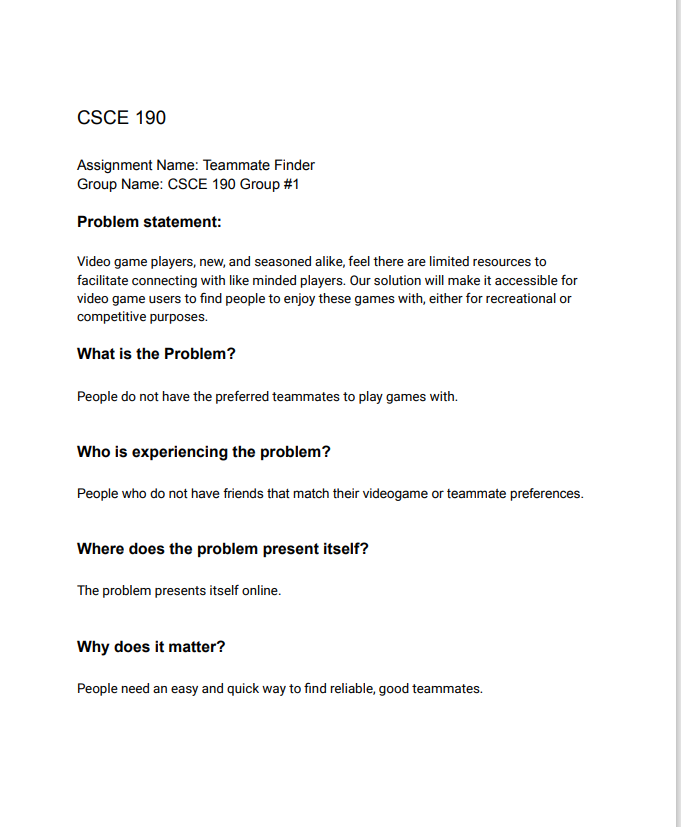 CSCE 190
Assignment Name: Teammate Finder
Group Name: CSCE 190 Group #1
Problem statement:
Video game players, new, and seasoned alike, feel there are limited resources to
facilitate connecting with like minded players. Our solution will make it accessible for
video game users to find people to enjoy these games with, either for recreational or
competitive purposes.
What is the Problem?
People do not have the preferred teammates to play games with.
Who is experiencing the problem?
People who do not have friends that match their videogame or teammate preferences.
Where does the problem present itself?
The problem presents itself online.
Why does it matter?
People need an easy and quick way to find reliable, good teammates.